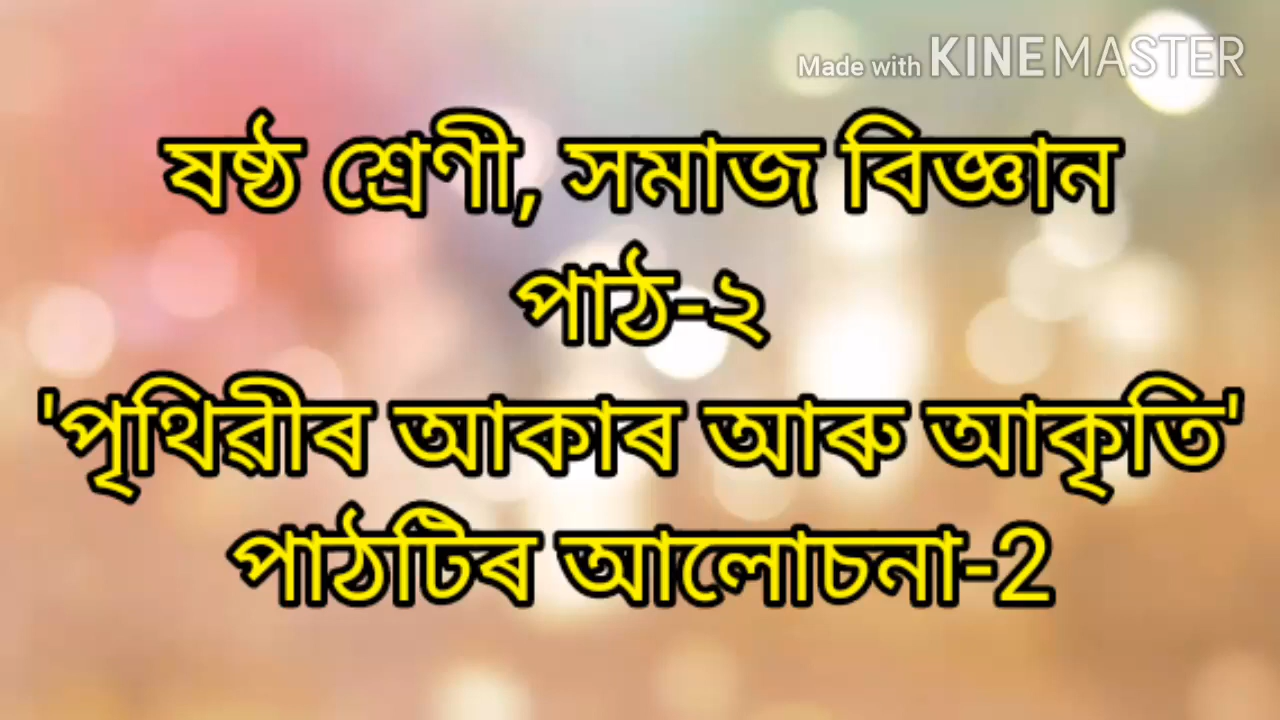 Made with KINEMASTER
ষষ্ঠ শ্ৰেণী, সমাজ বিজ্ঞান
পাঠ-২
'পৃথিৱীৰ আকাৰ আৰু আকৃতি'
পাঠটিৰ আলোচনা-2